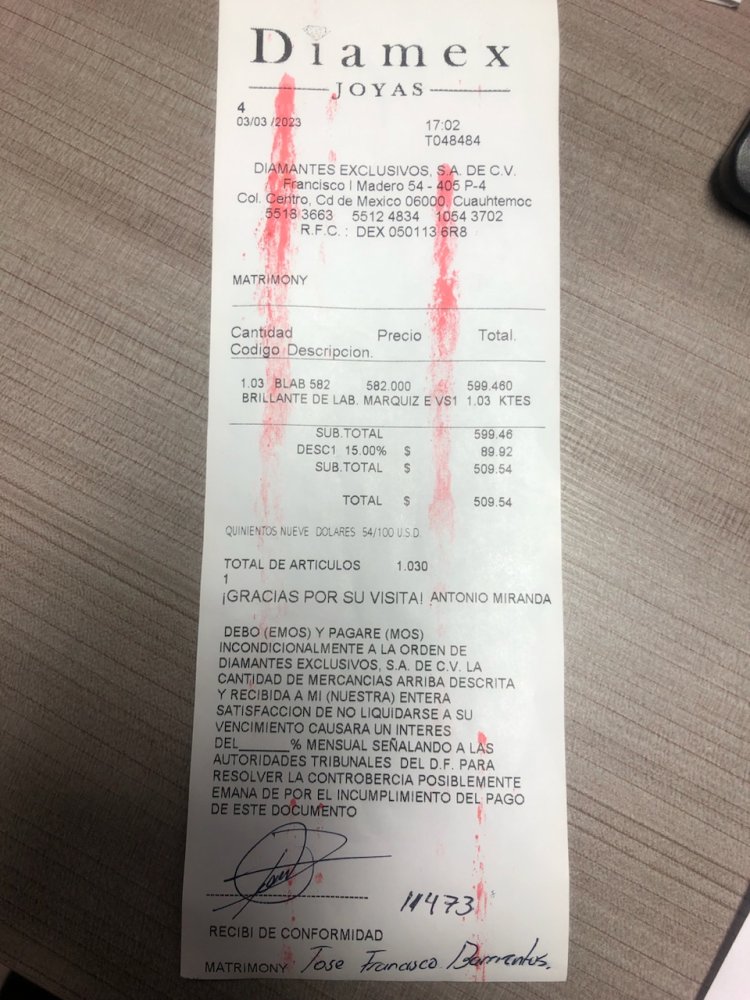 Diamex
JOYAS
4
03/03 /2023 17:02
T048484
DIAMANTES EXCLUSIVOS, S.A. DE C.V.
Francisco I Madero 54 - 405 P-4
Col. Centro, Cd de Mexico 06000, Cuauhtemoc
5518 3663 5512 4834 1054 3702
R.F.C. : DEX 050113 6R8
MATRIMONY
Cantidad Precio Total.
Codigo Descripcion.
1.03 BLAB 582 582.000 599.460
BRILLANTE DE LAB. MARQUIZ E VS1 1.03 KTES
SUB.TOTAL 599.46
DESC1 15.00% $ 89.92
SUB.TOTAL $ 509.54
TOTAL $ 509.54
QUINIENTOS NUEVE DOLARES 54/100 U.S.D.
TOTAL DE ARTICULOS 1.030
1
¡GRACIAS POR SU VISITA! ANTONIO MIRANDA
DEBO (EMOS) Y PAGARE (MOS)
INCONDICIONALMENTE A LA ORDEN DE
DIAMANTES EXCLUSIVOS, S.A. DE C.V. LA
CANTIDAD DE MERCANCIAS ARRIBA DESCRITA
Y RECIBIDA A MI (NUESTRA) ENTERA
SATISFACCION DE NO LIQUIDARSE A SU
VENCIMIENTO CAUSARA UN INTERES
DEL______% MENSUAL SEÑALANDO A LAS
AUTORIDADES TRIBUNALES DEL D.F. PARA
RESOLVER LA CONTROBERCIA POSIBLEMENTE
EMANA DE POR EL INCUMPLIMIENTO DEL PAGO
DE ESTE DOCUMENTO
11473
RECIBI DE CONFORMIDAD
MATRIMONY Jose Francisco Barrientos.